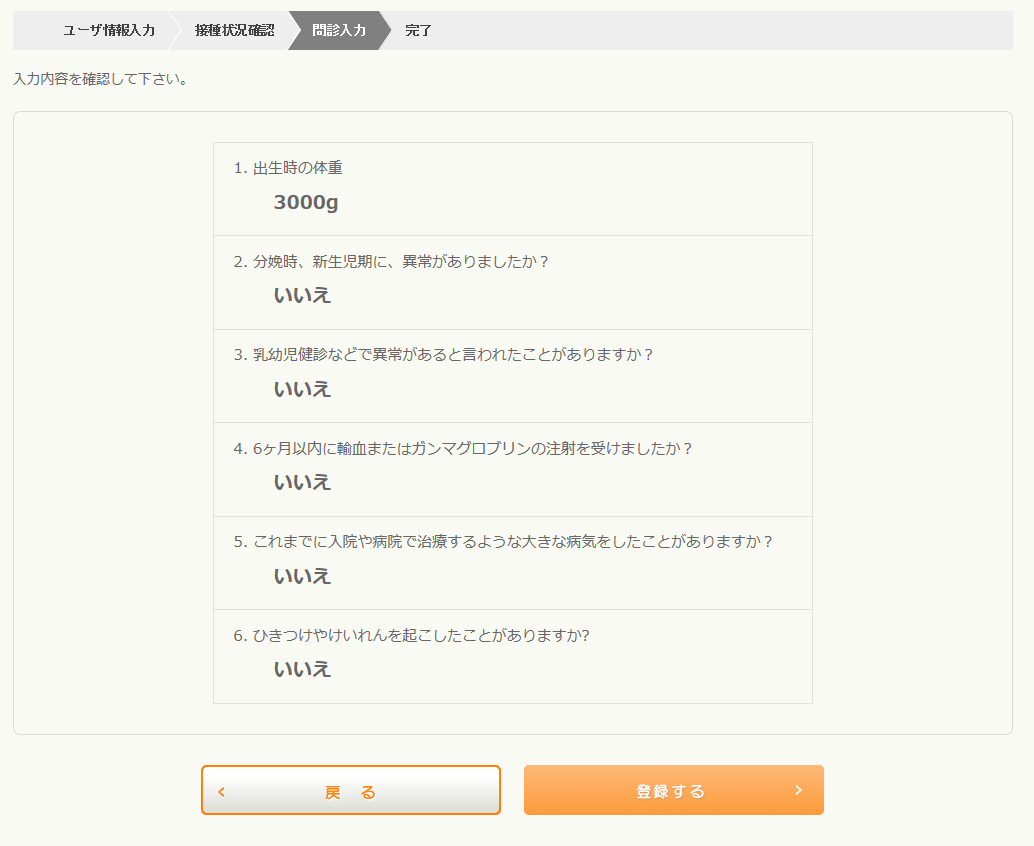 ユーザ情報入力 接種状況確認 問診入力 完了
入力内容を確認して下さい。
1. 出生時の体重
3000g
2. 分娩時、新生児期に、異常がありましたか？
いいえ
3. 乳幼児健診などで異常があると言われたことがありますか？
いいえ
4. 6ヶ月以内に輸血またはガンマグロブリンの注射を受けましたか？
いいえ
5. これまでに入院や病院で治療するような大きな病気をしたことがありますか？
いいえ
6. ひきつけやけいれんを起こしたことがありますか?
いいえ
戻 る 登録する